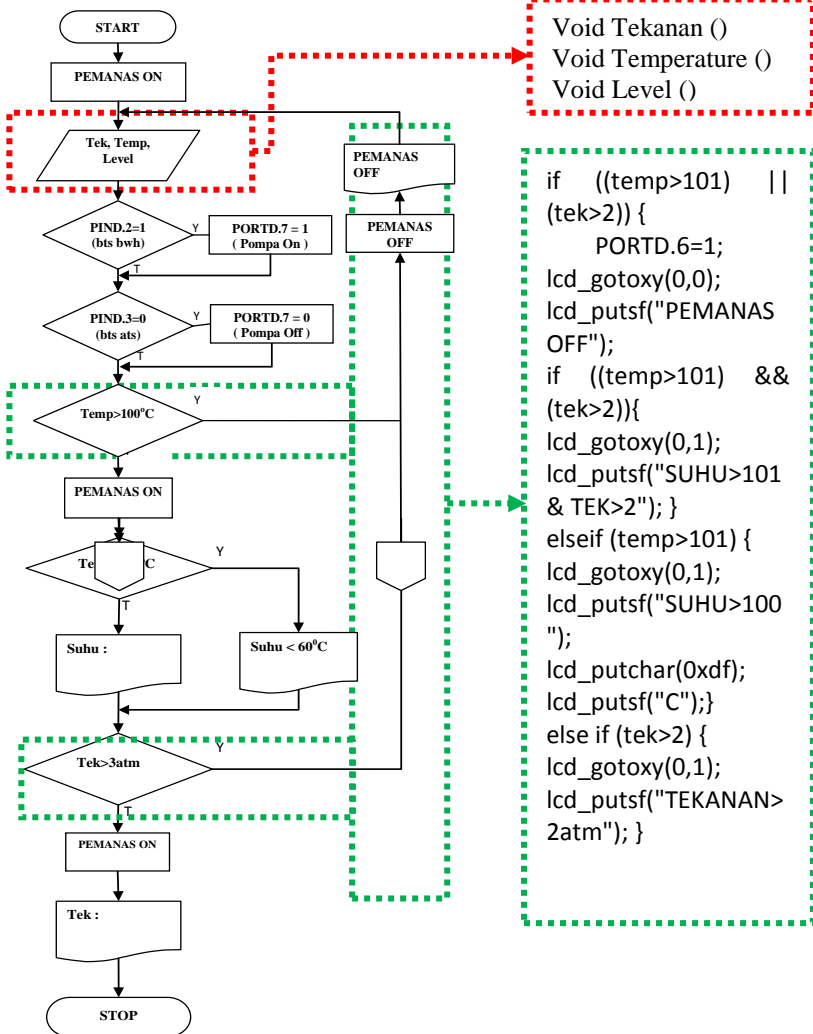 START
PEMANAS ON
Tek, Temp,
Level
PIND.2=1
(bts bwh)
Y
PORTD.7 = 1
( Pompa On )
T
PIND.3=0
(bts ats)
Y
PORTD.7 = 0
( Pompa Off )
T
Temp>100°C
Y
PEMANAS ON
Te
C
Y
T
Suhu :
Suhu < 60⁰C
Tek>3atm
Y
T
PEMANAS ON
Tek :
STOP
PEMANAS
OFF
PEMANAS
OFF
Void Tekanan ()
Void Temperature ()
Void Level ()
if ((temp>101) ||
(tek>2)) {
PORTD.6=1;
lcd_gotoxy(0,0);
lcd_putsf("PEMANAS
OFF");
if ((temp>101) &&
(tek>2)){
lcd_gotoxy(0,1);
lcd_putsf("SUHU>101
& TEK>2"); }
elseif (temp>101) {
lcd_gotoxy(0,1);
lcd_putsf("SUHU>100
");
lcd_putchar(0xdf);
lcd_putsf("C");}
else if (tek>2) {
lcd_gotoxy(0,1);
lcd_putsf("TEKANAN>
2atm"); }